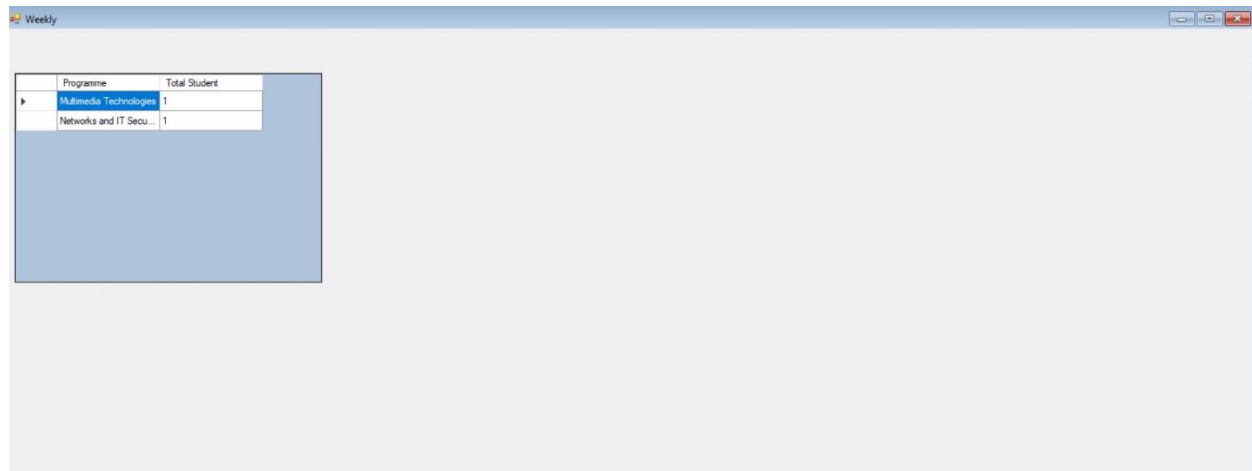 Weekly
Programme Total Student
Multimedia Technologies 1
Networks and IT Secu... 1